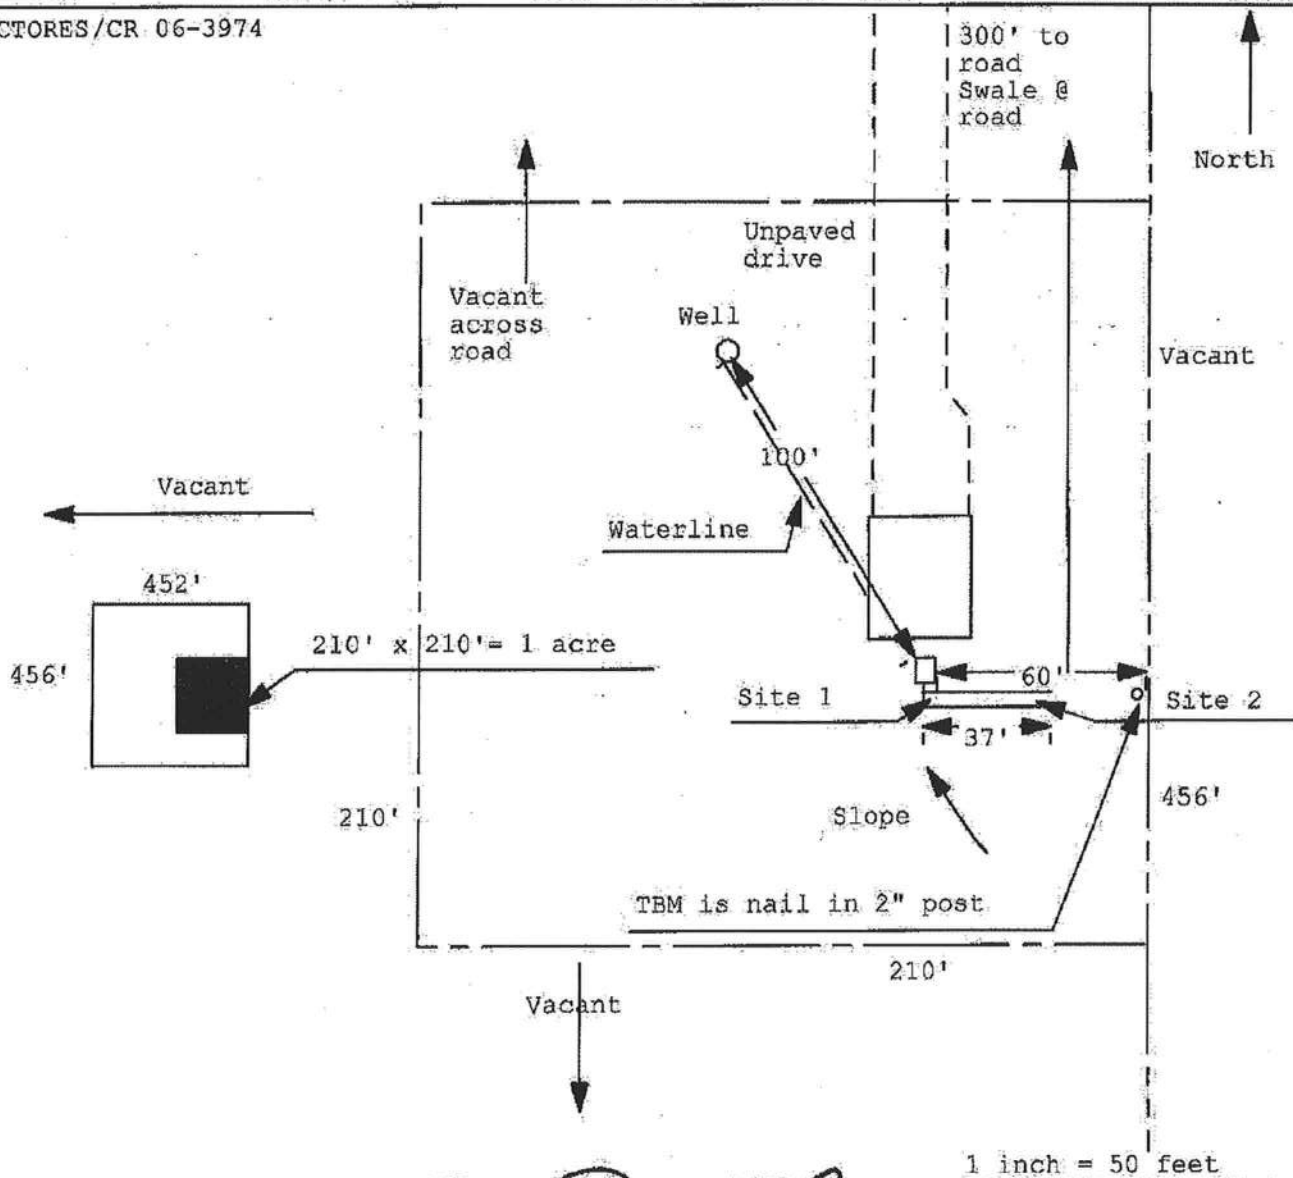 CTORES/CR 06-3974
300' to
road
Swale @
road
North
Unpaved
drive
Vacant
across
road
Well
Vacant
100'
Vacant
Waterline
452'
210' x 210'= 1 acre
456'
60'
Site 1
Site 2
37'
456'
210'
Slope
TBM is nail in 2" post
210'
Vacant
1 inch = 50 feet